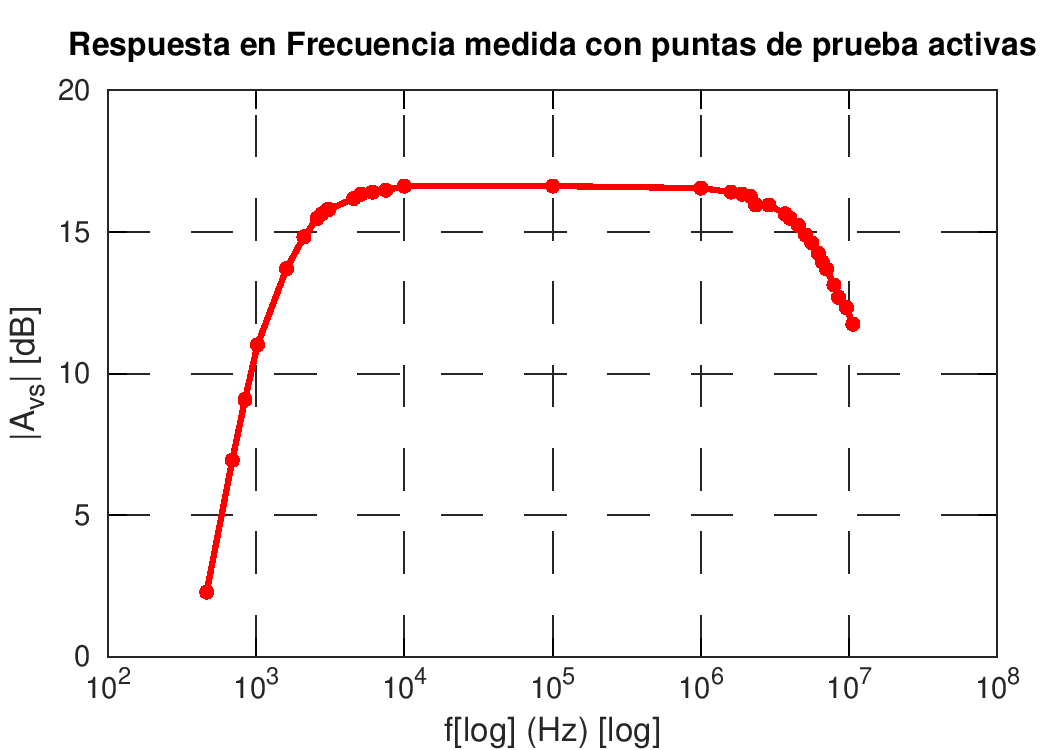 Respuesta en Frecuencia medida con puntas de prueba activas
20
15
10
5
0
|A_vs| [dB]
10^2 10^3 10^4 10^5 10^6 10^7 10^8
f[log] (Hz) [log]